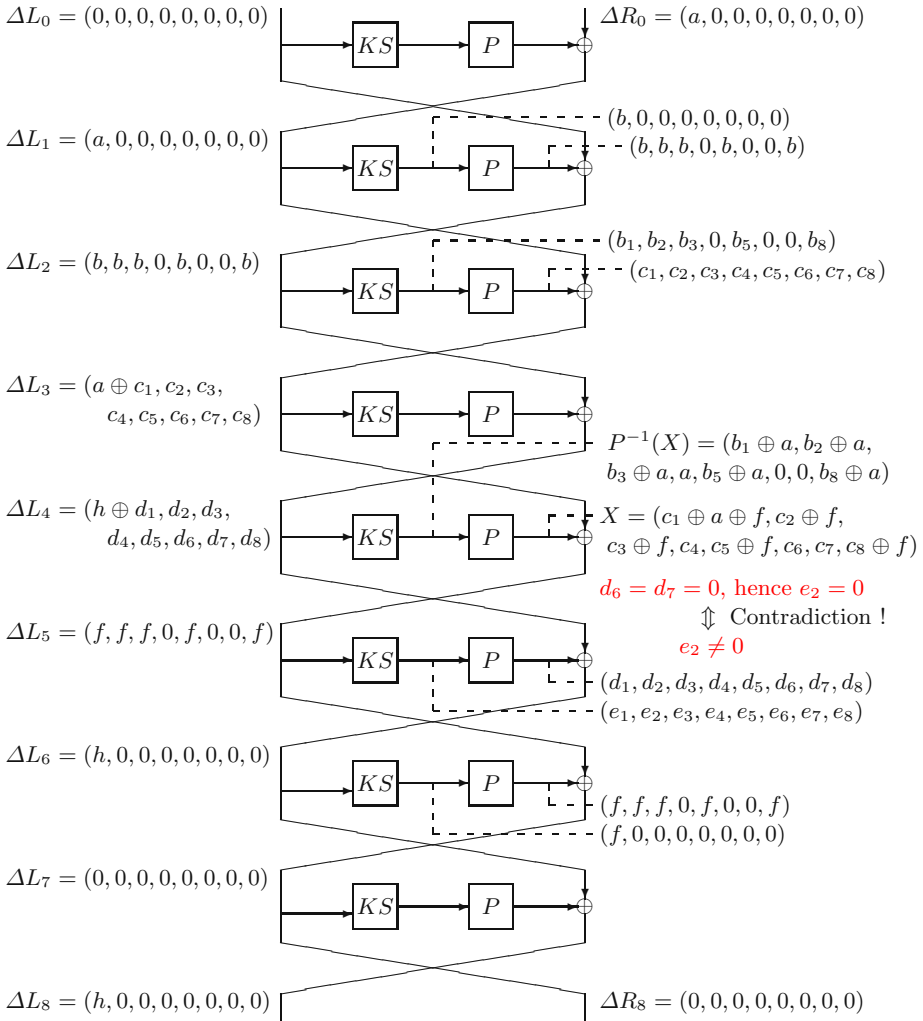 ΔL₀ = (0, 0, 0, 0, 0, 0, 0, 0)
ΔR₀ = (a, 0, 0, 0, 0, 0, 0, 0)
KS
P
(b, 0, 0, 0, 0, 0, 0, 0)
ΔL₁ = (a, 0, 0, 0, 0, 0, 0, 0)
(b, b, b, 0, b, 0, 0, b)
KS
P
(b₁, b₂, b₃, 0, b₅, 0, 0, b₈)
ΔL₂ = (b, b, b, 0, b, 0, 0, b)
(c₁, c₂, c₃, c₄, c₅, c₆, c₇, c₈)
KS
P
ΔL₃ = (a ⊕ c₁, c₂, c₃,
c₄, c₅, c₆, c₇, c₈)
KS
P
P⁻¹(X) = (b₁ ⊕ a, b₂ ⊕ a,
b₃ ⊕ a, a, b₅ ⊕ a, 0, 0, b₈ ⊕ a)
ΔL₄ = (h ⊕ d₁, d₂, d₃,
d₄, d₅, d₆, d₇, d₈)
KS
P
X = (c₁ ⊕ a ⊕ f, c₂ ⊕ f,
c₃ ⊕ f, c₄, c₅ ⊕ f, c₆, c₇, c₈ ⊕ f)
d₆ = d₇ = 0, hence e₂ = 0
⇕ Contradiction !
e₂ ≠ 0
ΔL₅ = (f, f, f, 0, f, 0, 0, f)
KS
P
(d₁, d₂, d₃, d₄, d₅, d₆, d₇, d₈)
(e₁, e₂, e₃, e₄, e₅, e₆, e₇, e₈)
ΔL₆ = (h, 0, 0, 0, 0, 0, 0, 0)
KS
P
(f, f, f, 0, f, 0, 0, f)
(f, 0, 0, 0, 0, 0, 0, 0)
ΔL₇ = (0, 0, 0, 0, 0, 0, 0, 0)
KS
P
ΔL₈ = (h, 0, 0, 0, 0, 0, 0, 0)
ΔR₈ = (0, 0, 0, 0, 0, 0, 0, 0)